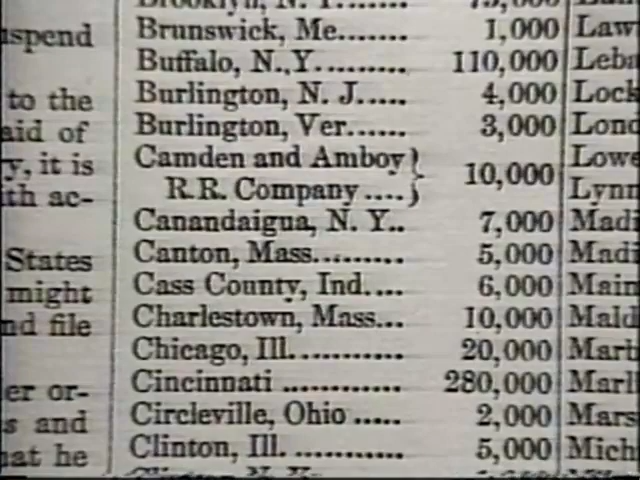 spend
to the
aid of
y, it is
th ac-
States
might
nd file
er or-
s and
at he
Brooklyn, N. Y.
Brunswick, Me....... 1,000
Buffalo, N. Y......... 110,000
Burlington, N. J..... 4,000
Burlington, Ver...... 3,000
Camden and Amboy }
R. R. Company .... } 10,000
Canandaigua, N. Y.. 7,000
Canton, Mass......... 5,000
Cass County, Ind.... 6,000
Charlestown, Mass... 10,000
Chicago, Ill........... 20,000
Cincinnati ............ 280,000
Circleville, Ohio ..... 2,000
Clinton, Ill. ........... 5,000
Law
Leba
Lock
Lond
Lowe
Lynn
Madi
Madi
Main
Mald
Mari
Marl
Mars
Mich